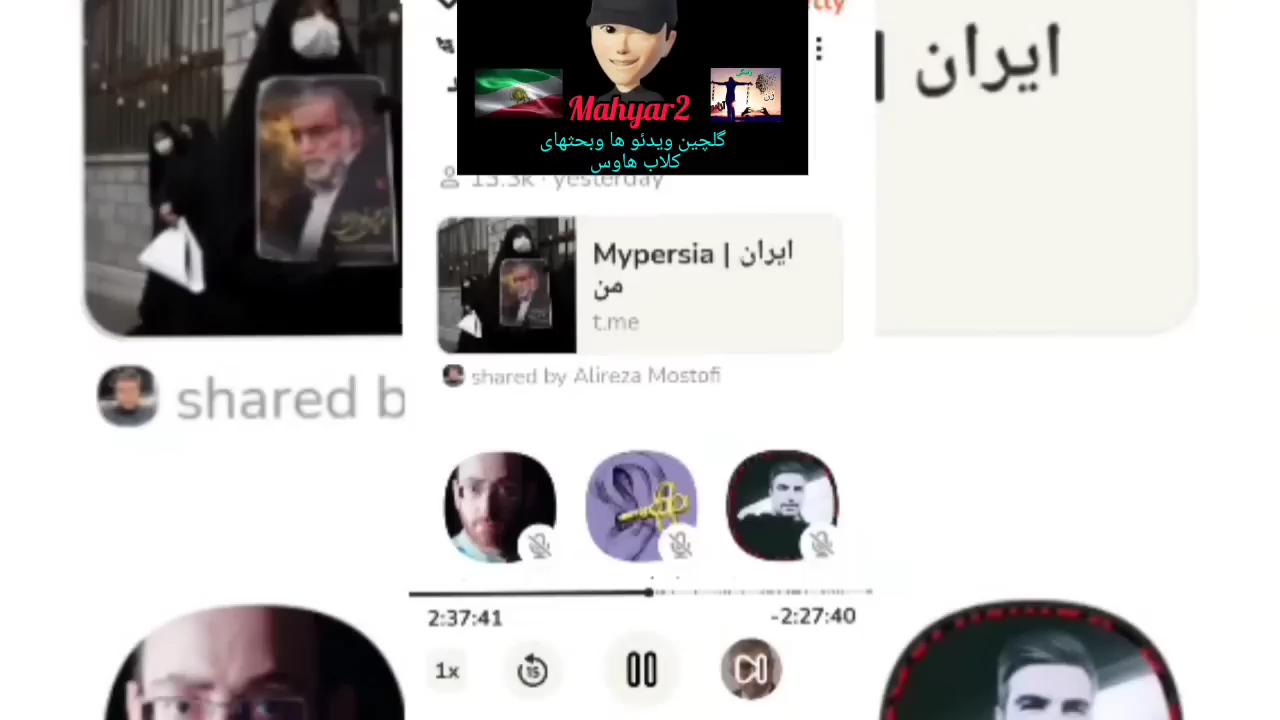 ایران
Mahyar2
گلچین ویدئو ها وبحثهای
کلاب هاوس
13.3k · yesterday
Mypersia | ایران
من
t.me
shared by Alireza Mostofi
shared b
2:37:41
-2:27:40
1x
15